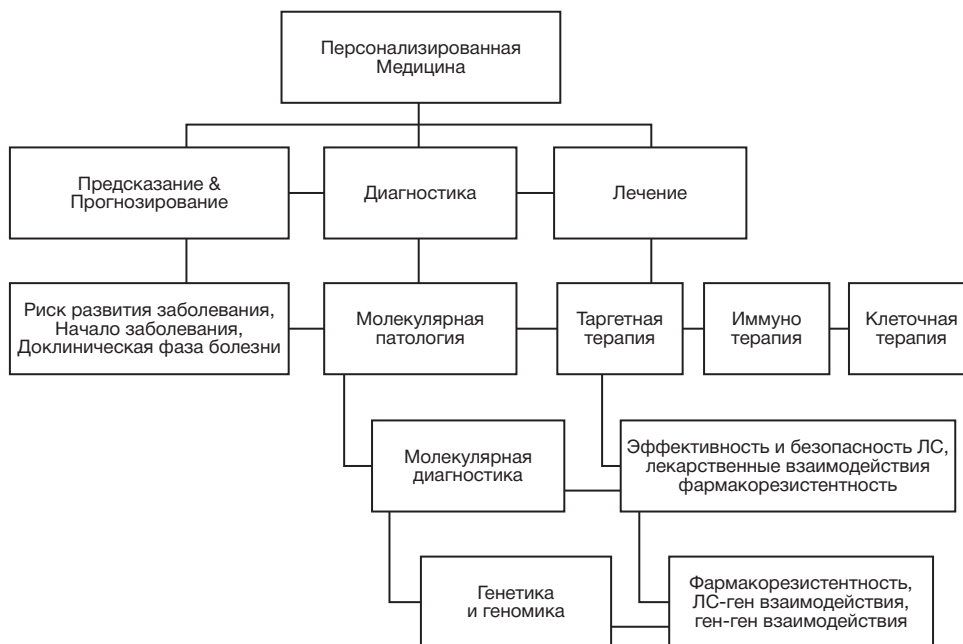 Персонализированная
Медицина
Предсказание &
Прогнозирование
Диагностика
Лечение
Риск развития заболевания,
Начало заболевания,
Доклиническая фаза болезни
Молекулярная
патология
Таргетная
терапия
Иммуно
терапия
Клеточная
терапия
Молекулярная
диагностика
Эффективность и безопасность ЛС,
лекарственные взаимодействия
фармакорезистентность
Генетика
и геномика
Фармакорезистентность,
ЛС-ген взаимодействия,
ген-ген взаимодействия